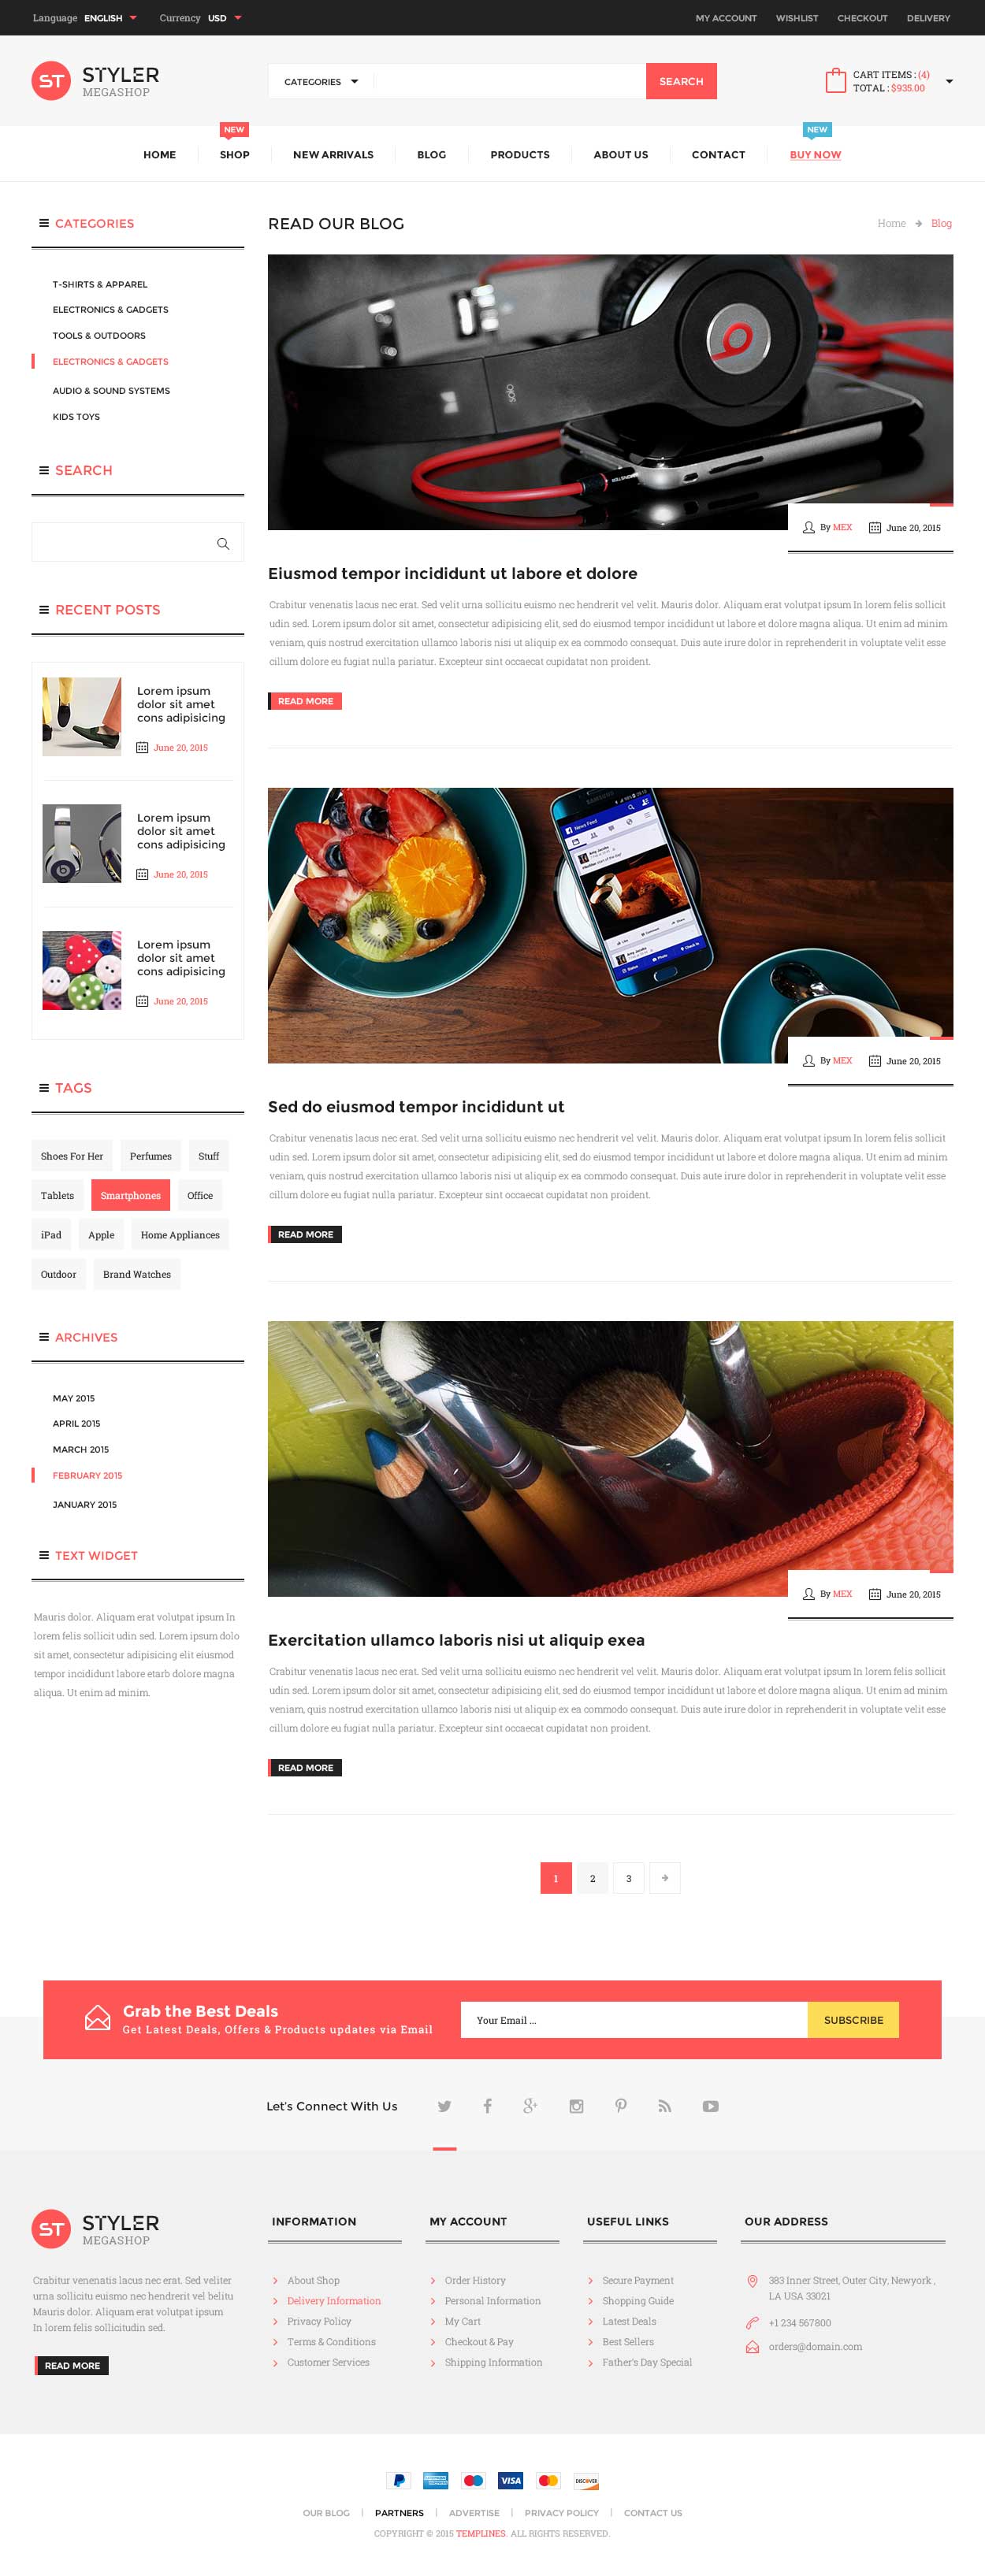 Language ENGLISH Currency USD MY ACCOUNT WISHLIST CHECKOUT DELIVERY
ST STYLER
MEGASHOP
CATEGORIES SEARCH
CART ITEMS : (4)
TOTAL : $935.00
NEW NEW
HOME SHOP NEW ARRIVALS BLOG PRODUCTS ABOUT US CONTACT BUY NOW
CATEGORIES
T-SHIRTS & APPAREL
ELECTRONICS & GADGETS
TOOLS & OUTDOORS
ELECTRONICS & GADGETS
AUDIO & SOUND SYSTEMS
KIDS TOYS
SEARCH
RECENT POSTS
Lorem ipsum
dolor sit amet
cons adipisicing
June 20, 2015
Lorem ipsum
dolor sit amet
cons adipisicing
June 20, 2015
Lorem ipsum
dolor sit amet
cons adipisicing
June 20, 2015
TAGS
Shoes For Her Perfumes Stuff
Tablets Smartphones Office
iPad Apple Home Appliances
Outdoor Brand Watches
ARCHIVES
MAY 2015
APRIL 2015
MARCH 2015
FEBRUARY 2015
JANUARY 2015
TEXT WIDGET
Mauris dolor. Aliquam erat volutpat ipsum In
lorem felis sollicit udin sed. Lorem ipsum dolo
sit amet, consectetur adipisicing elit eiusmod
tempor incididunt labore etarb dolore magna
aliqua. Ut enim ad minim.
READ OUR BLOG Home Blog
By MEX June 20, 2015
Eiusmod tempor incididunt ut labore et dolore
Crabitur venenatis lacus nec erat. Sed velit urna sollicitu euismo nec hendrerit vel velit. Mauris dolor. Aliquam erat volutpat ipsum In lorem felis sollicit
udin sed. Lorem ipsum dolor sit amet, consectetur adipisicing elit, sed do eiusmod tempor incididunt ut labore et dolore magna aliqua. Ut enim ad minim
veniam, quis nostrud exercitation ullamco laboris nisi ut aliquip ex ea commodo consequat. Duis aute irure dolor in reprehenderit in voluptate velit esse
cillum dolore eu fugiat nulla pariatur. Excepteur sint occaecat cupidatat non proident.
READ MORE
SAMSUNG
News Feed
By MEX June 20, 2015
Sed do eiusmod tempor incididunt ut
Crabitur venenatis lacus nec erat. Sed velit urna sollicitu euismo nec hendrerit vel velit. Mauris dolor. Aliquam erat volutpat ipsum In lorem felis sollicit
udin sed. Lorem ipsum dolor sit amet, consectetur adipisicing elit, sed do eiusmod tempor incididunt ut labore et dolore magna aliqua. Ut enim ad minim
veniam, quis nostrud exercitation ullamco laboris nisi ut aliquip ex ea commodo consequat. Duis aute irure dolor in reprehenderit in voluptate velit esse
cillum dolore eu fugiat nulla pariatur. Excepteur sint occaecat cupidatat non proident.
READ MORE
By MEX June 20, 2015
Exercitation ullamco laboris nisi ut aliquip exea
Crabitur venenatis lacus nec erat. Sed velit urna sollicitu euismo nec hendrerit vel velit. Mauris dolor. Aliquam erat volutpat ipsum In lorem felis sollicit
udin sed. Lorem ipsum dolor sit amet, consectetur adipisicing elit, sed do eiusmod tempor incididunt ut labore et dolore magna aliqua. Ut enim ad minim
veniam, quis nostrud exercitation ullamco laboris nisi ut aliquip ex ea commodo consequat. Duis aute irure dolor in reprehenderit in voluptate velit esse
cillum dolore eu fugiat nulla pariatur. Excepteur sint occaecat cupidatat non proident.
READ MORE
1 2 3
Grab the Best Deals
Get Latest Deals, Offers & Products updates via Email
Your Email ... SUBSCRIBE
Let's Connect With Us
ST STYLER
MEGASHOP
Crabitur venenatis lacus nec erat. Sed veliter
urna sollicitu euismo nec hendrerit vel belitu
Mauris dolor. Aliquam erat volutpat ipsum
In lorem felis sollicitudin sed.
READ MORE
INFORMATION
About Shop
Delivery Information
Privacy Policy
Terms & Conditions
Customer Services
MY ACCOUNT
Order History
Personal Information
My Cart
Checkout & Pay
Shipping Information
USEFUL LINKS
Secure Payment
Shopping Guide
Latest Deals
Best Sellers
Father's Day Special
OUR ADDRESS
383 Inner Street, Outer City, Newyork ,
LA USA 33021
+1 234 567800
orders@domain.com
VISA DISCOVER
OUR BLOG | PARTNERS | ADVERTISE | PRIVACY POLICY | CONTACT US
COPYRIGHT © 2015 TEMPLINES. ALL RIGHTS RESERVED.